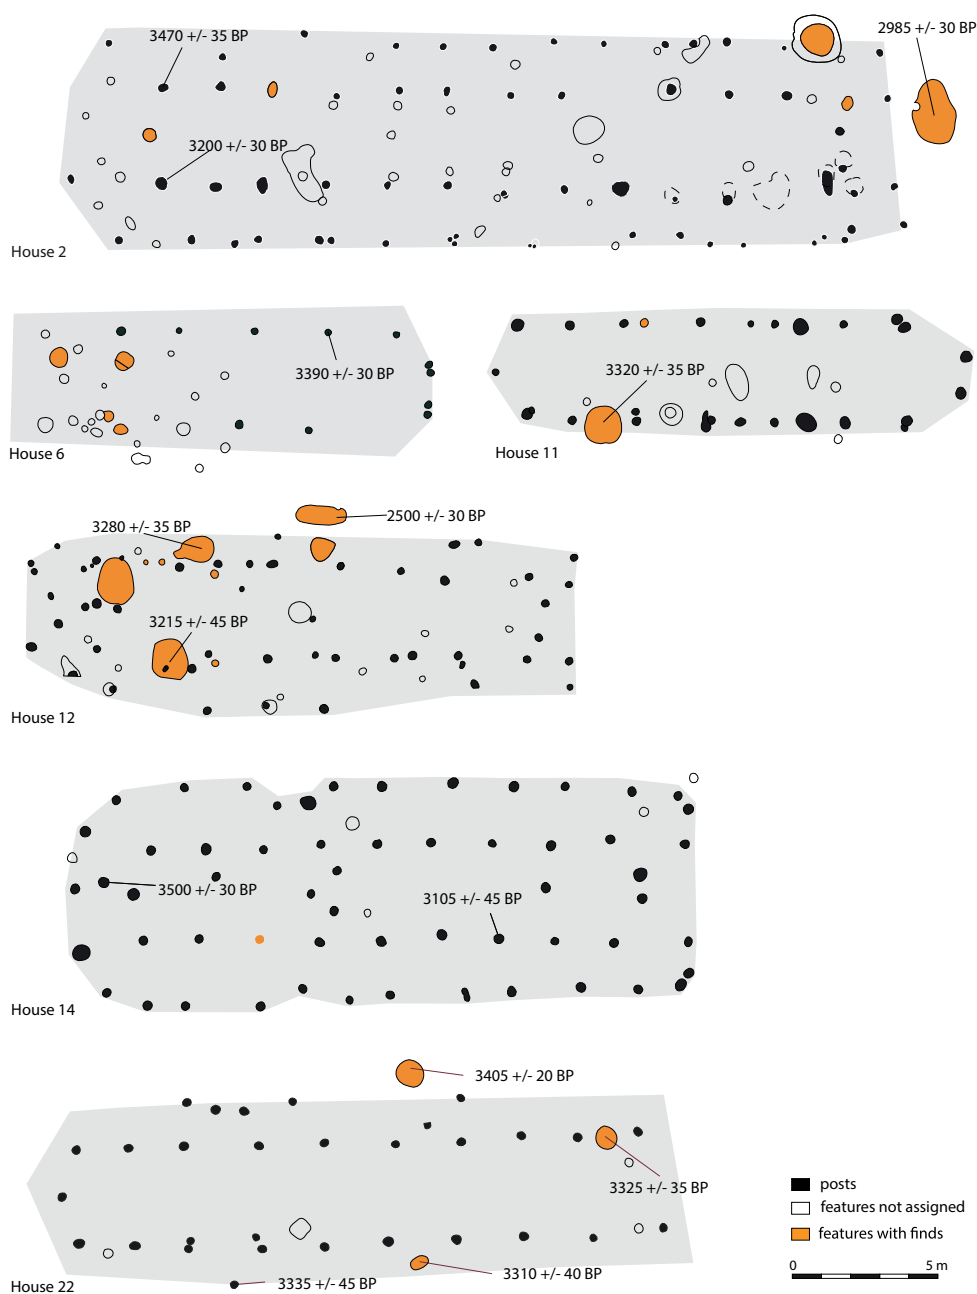 3470 +/- 35 BP
2985 +/- 30 BP
3200 +/- 30 BP
House 2
3390 +/- 30 BP
3320 +/- 35 BP
House 6
House 11
3280 +/- 35 BP
2500 +/- 30 BP
3215 +/- 45 BP
House 12
3500 +/- 30 BP
3105 +/- 45 BP
House 14
3405 +/- 20 BP
3325 +/- 35 BP
3310 +/- 40 BP
3335 +/- 45 BP
House 22
posts
features not assigned
features with finds
0 5 m